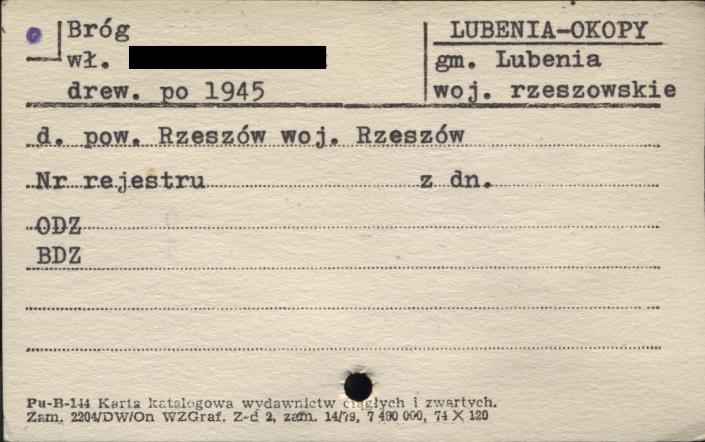 Bróg
wł.
drew. po 1945
LUBENIA-OKOPY
gm. Lubenia
woj. rzeszowskie
d. pow. Rzeszów woj. Rzeszów
Nr rejestru z dn.
ODZ
BDZ
Pu-B-144 Karta katalogowa wydawnictw ciągłych i zwartych.
Zam. 2204/DW/On WZGraf. Z-d 2, zam. 14/79, 7 480 000, 74 X 120